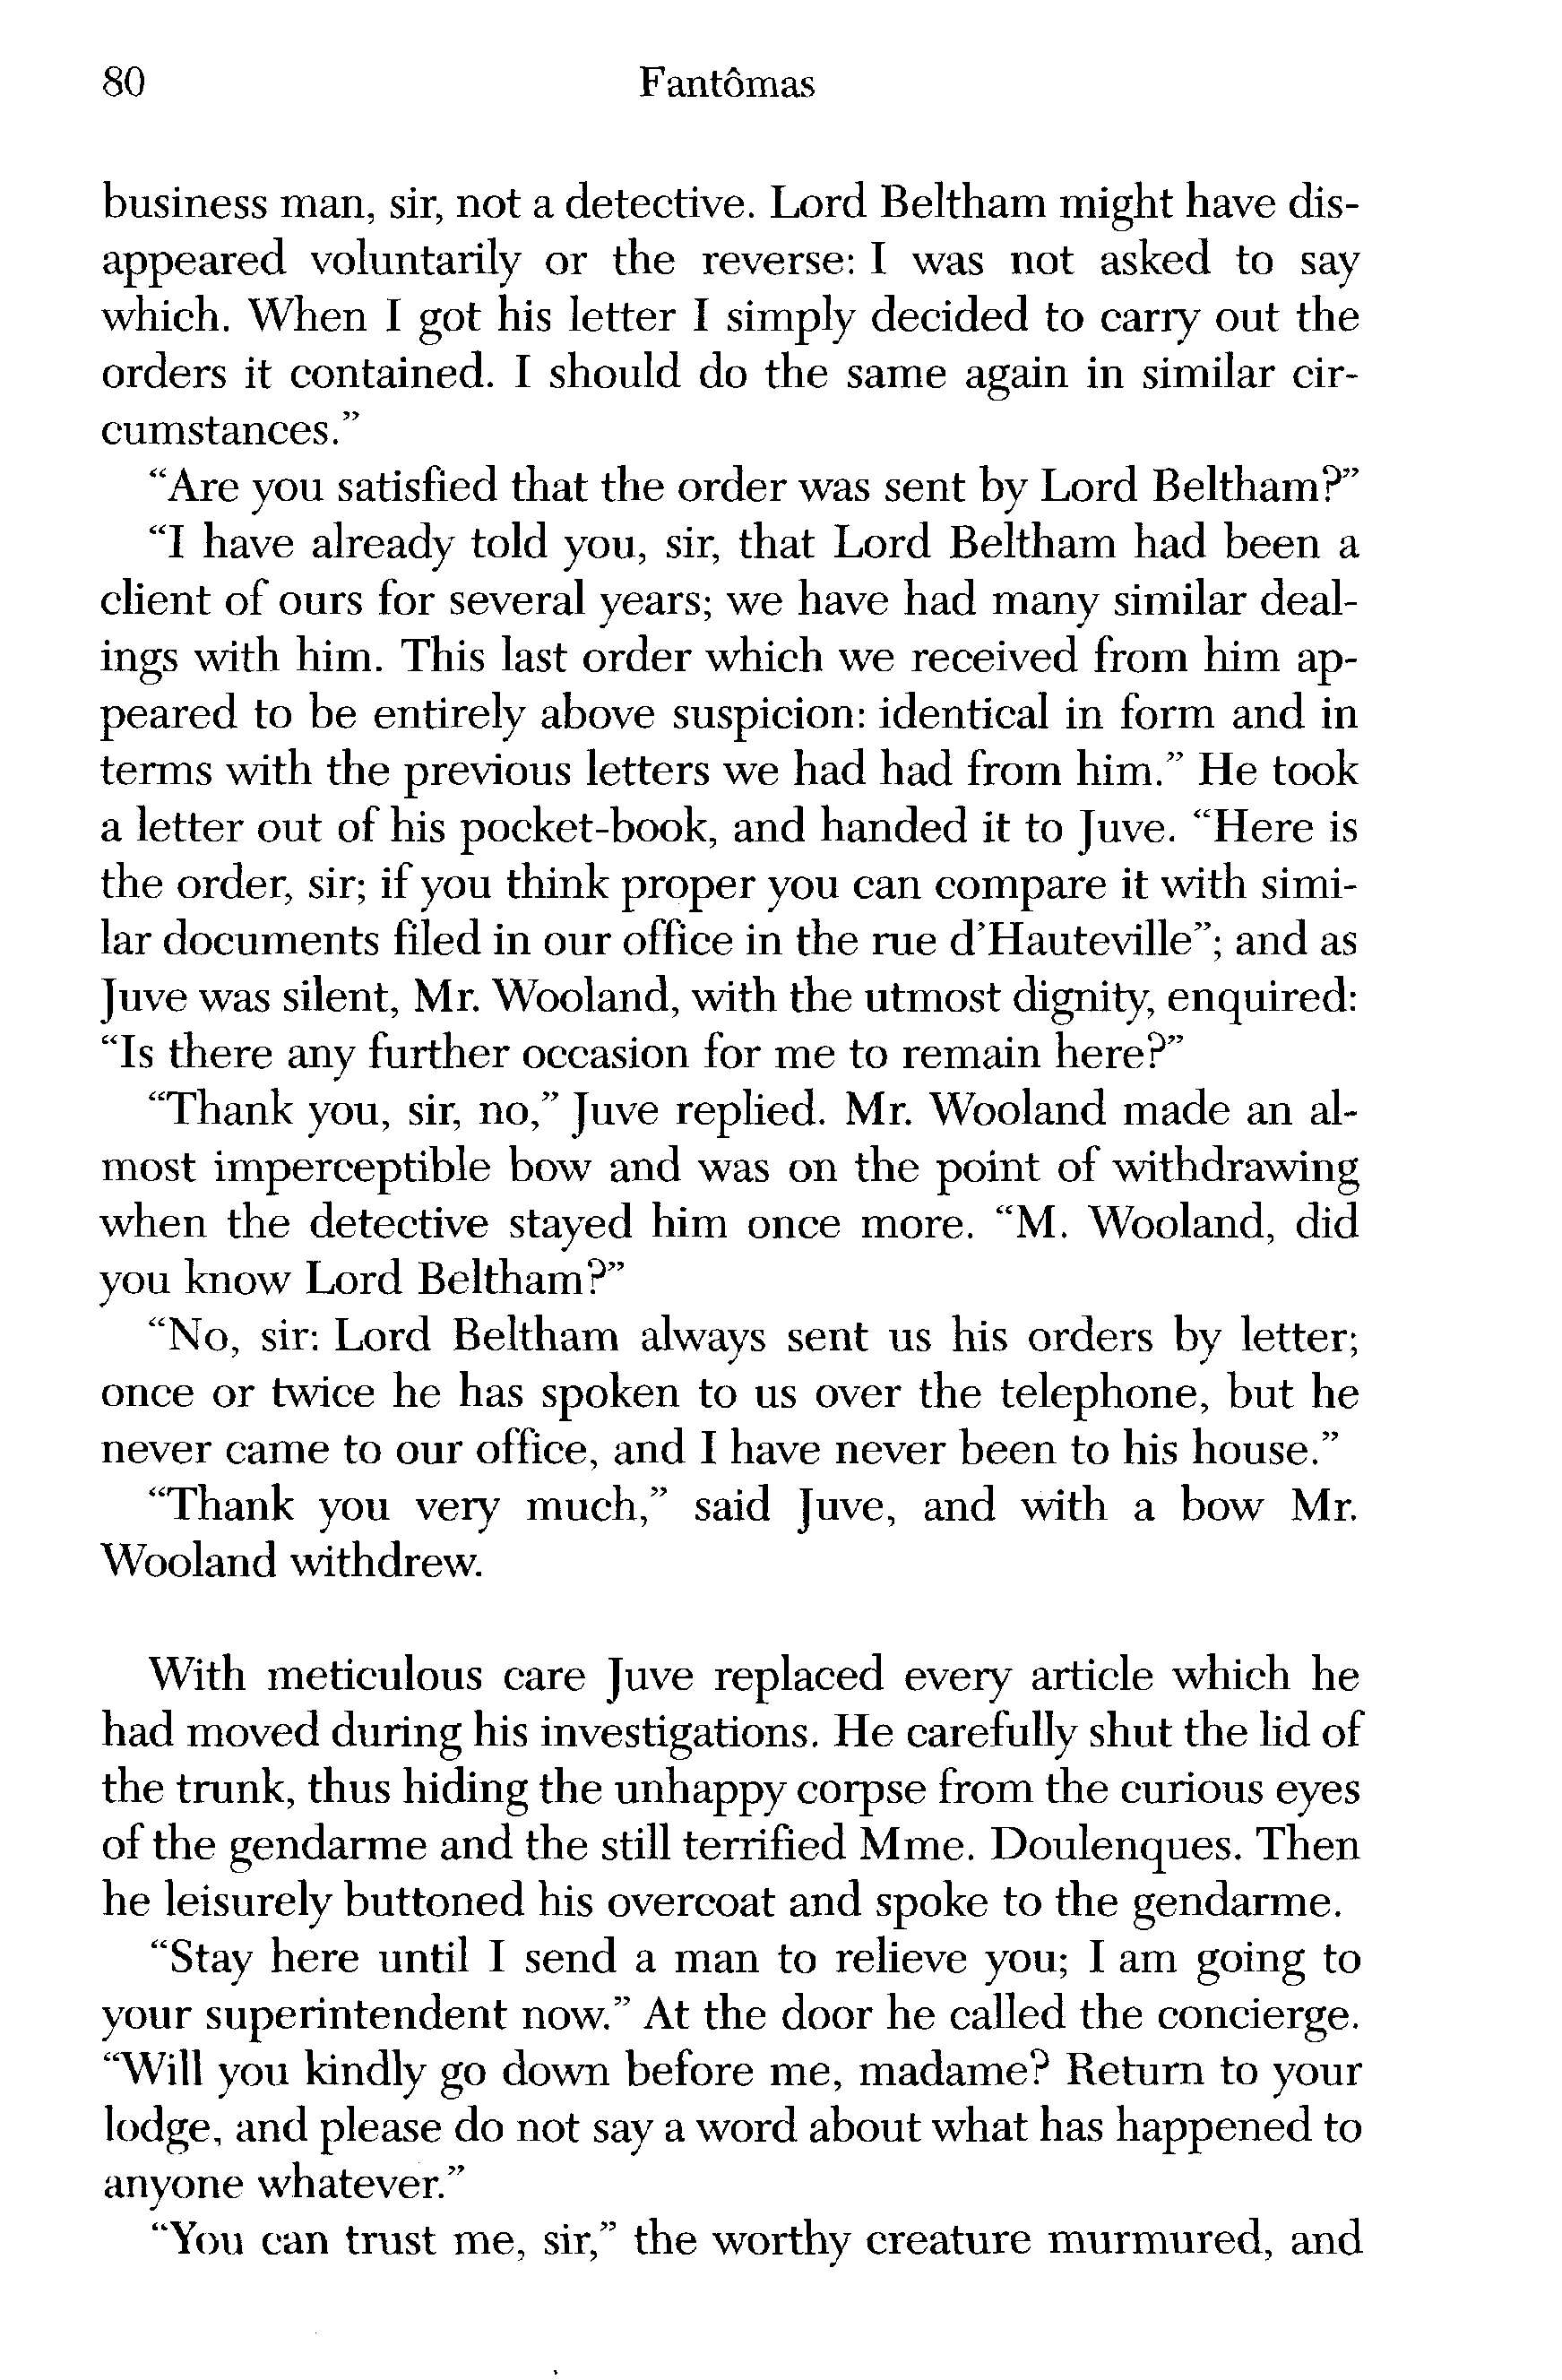 80 Fantômas
business man, sir, not a detective. Lord Beltham might have dis-
appeared voluntarily or the reverse: I was not asked to say
which. When I got his letter I simply decided to carry out the
orders it contained. I should do the same again in similar cir-
cumstances.”
“Are you satisfied that the order was sent by Lord Beltham?”
“I have already told you, sir, that Lord Beltham had been a
client of ours for several years; we have had many similar deal-
ings with him. This last order which we received from him ap-
peared to be entirely above suspicion: identical in form and in
terms with the previous letters we had had from him.” He took
a letter out of his pocket-book, and handed it to Juve. “Here is
the order, sir; if you think proper you can compare it with simi-
lar documents filed in our office in the rue d’Hauteville”; and as
Juve was silent, Mr. Wooland, with the utmost dignity, enquired:
“Is there any further occasion for me to remain here?”
“Thank you, sir, no,” Juve replied. Mr. Wooland made an al-
most imperceptible bow and was on the point of withdrawing
when the detective stayed him once more. “M. Wooland, did
you know Lord Beltham?”
“No, sir: Lord Beltham always sent us his orders by letter;
once or twice he has spoken to us over the telephone, but he
never came to our office, and I have never been to his house.”
“Thank you very much,” said Juve, and with a bow Mr.
Wooland withdrew.
With meticulous care Juve replaced every article which he
had moved during his investigations. He carefully shut the lid of
the trunk, thus hiding the unhappy corpse from the curious eyes
of the gendarme and the still terrified Mme. Doulenques. Then
he leisurely buttoned his overcoat and spoke to the gendarme.
“Stay here until I send a man to relieve you; I am going to
your superintendent now.” At the door he called the concierge.
“Will you kindly go down before me, madame? Return to your
lodge, and please do not say a word about what has happened to
anyone whatever.”
“You can trust me, sir,” the worthy creature murmured, and